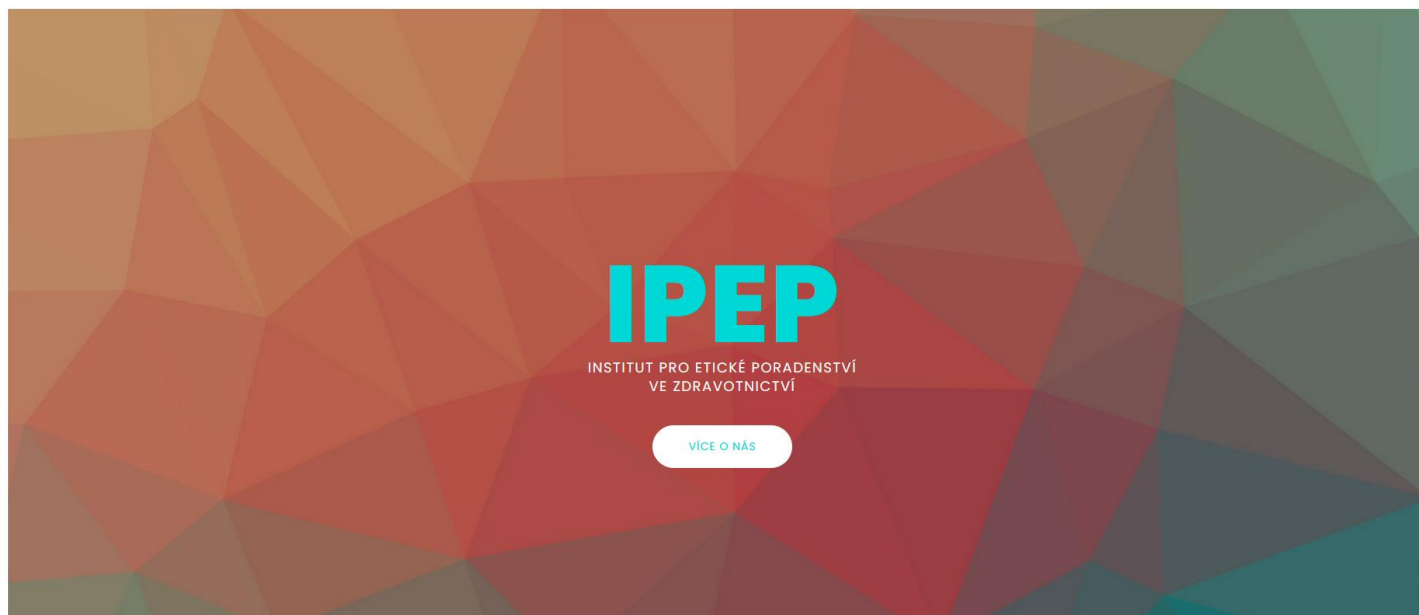 IPEP
INSTITUT PRO ETICKÉ PORADENSTVÍ
VE ZDRAVOTNICTVÍ
VÍCE O NÁS